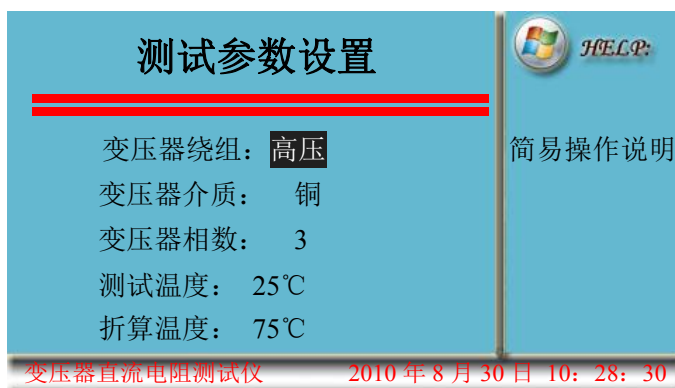 测试参数设置
HELP:
变压器绕组：高压
变压器介质： 铜
变压器相数： 3
测试温度： 25℃
折算温度： 75℃
简易操作说明
变压器直流电阻测试仪 2010 年 8 月 30 日 10：28：30